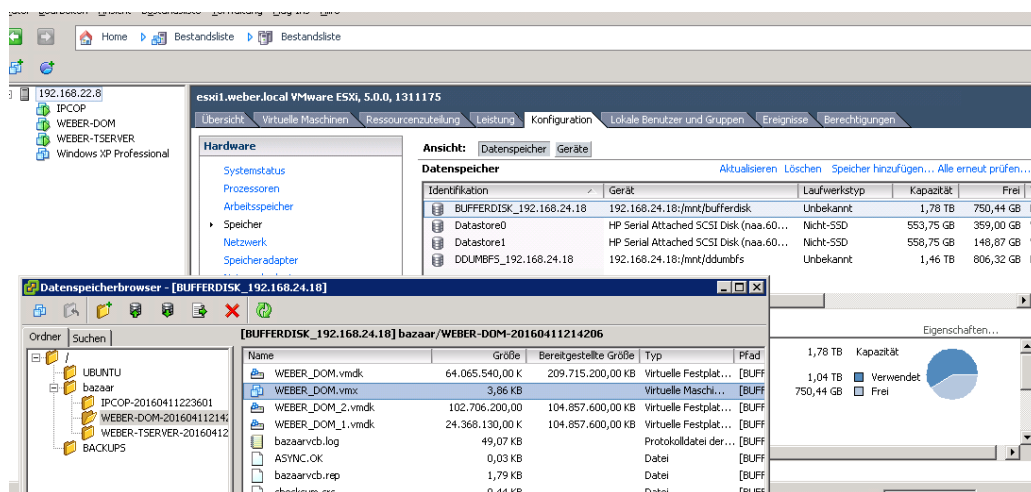 Home Bestandsliste Bestandsliste
192.168.22.8
IPCOP
WEBER-DOM
WEBER-TSERVER
Windows XP Professional
esxi1.weber.local VMware ESXi, 5.0.0, 1311175
Übersicht Virtuelle Maschinen Ressourcenzuteilung Leistung Konfiguration Lokale Benutzer und Gruppen Ereignisse Berechtigungen
Hardware
Systemstatus
Prozessoren
Arbeitsspeicher
Speicher
Netzwerk
Speicheradapter
Ansicht: Datenspeicher Geräte
Datenspeicher Aktualisieren Löschen Speicher hinzufügen... Alle erneut prüfen...
Identifikation Gerät Laufwerkstyp Kapazität Frei
BUFFERDISK_192.168.24.18 192.168.24.18:/mnt/bufferdisk Unbekannt 1,78 TB 750,44 GB
Datastore0 HP Serial Attached SCSI Disk (naa.60... Nicht-SSD 553,75 GB 359,00 GB
Datastore1 HP Serial Attached SCSI Disk (naa.60... Nicht-SSD 558,75 GB 148,87 GB
DDUMBFS_192.168.24.18 192.168.24.18:/mnt/ddumbfs Unbekannt 1,46 TB 806,32 GB
Eigenschaften...
1,78 TB Kapazität
1,04 TB Verwendet
750,44 GB Frei
Datenspeicherbrowser - [BUFFERDISK_192.168.24.18]
Ordner Suchen
/
UBUNTU
bazaar
IPCOP-20160411223601
WEBER-DOM-201604112142
WEBER-TSERVER-20160412
BACKUPS
[BUFFERDISK_192.168.24.18] bazaar/WEBER-DOM-20160411214206
Name Größe Bereitgestellte Größe Typ Pfad
WEBER_DOM.vmdk 64.065.540,00 K 209.715.200,00 KB Virtuelle Festplat... [BUFF
WEBER_DOM.vmx 3,86 KB Virtuelle Maschi... [BUFF
WEBER_DOM_2.vmdk 102.706.200,00 104.857.600,00 KB Virtuelle Festplat... [BUFF
WEBER_DOM_1.vmdk 24.368.130,00 K 104.857.600,00 KB Virtuelle Festplat... [BUFF
bazaarvcb.log 49,07 KB Protokolldatei der... [BUFF
ASYNC.OK 0,03 KB Datei [BUFF
bazaarvcb.rep 1,79 KB Datei [BUFF
checksum.crc 0,44 KB Datei [BUFF